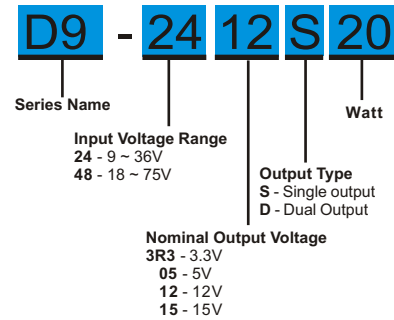 D9 - 24 12 S 20
Series Name
Watt
Input Voltage Range
24 - 9 ~ 36V
48 - 18 ~ 75V
Output Type
S - Single output
D - Dual Output
Nominal Output Voltage
3R3 - 3.3V
05 - 5V
12 - 12V
15 - 15V